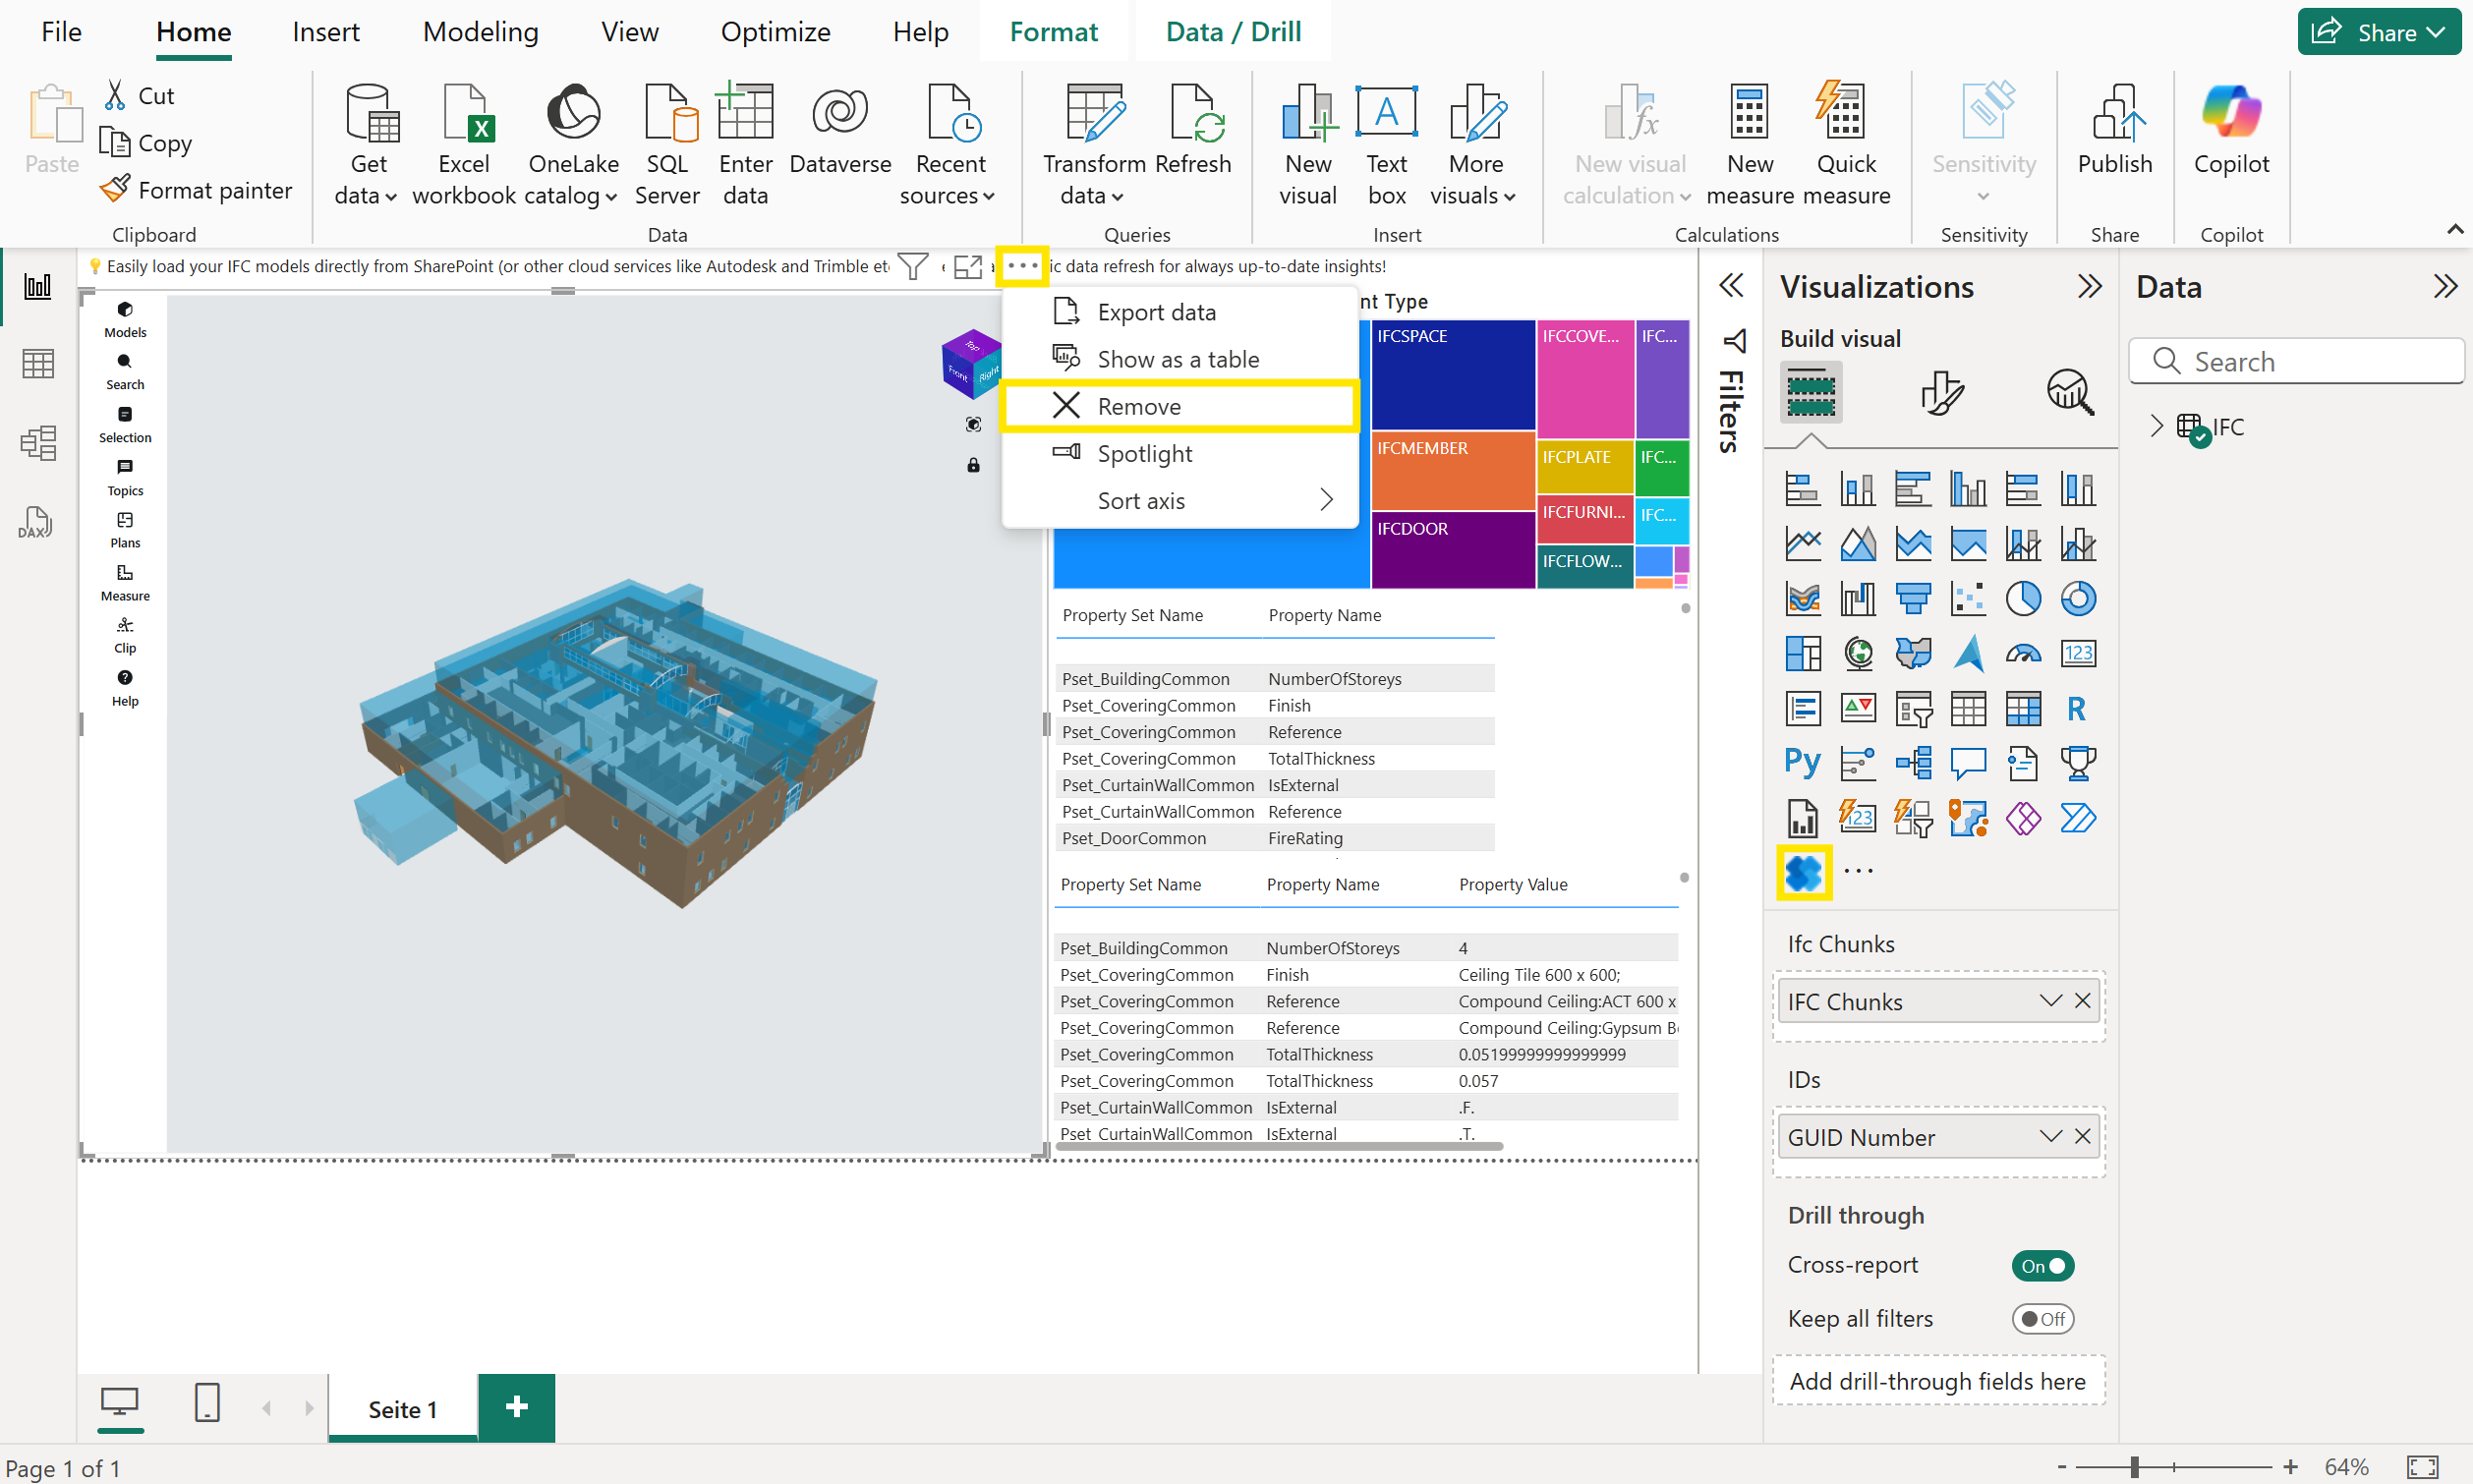 File
Home
Insert
Modeling
View
Optimize
Help
Format
Data / Drill
Share
Paste
Cut
Copy
Format painter
Clipboard
Get data
Excel workbook
OneLake catalog
SQL Server
Enter data
Dataverse
Recent sources
Data
Transform data
Refresh
Queries
New visual
Text box
More visuals
Insert
New visual calculation
New measure
Quick measure
Calculations
Sensitivity
Sensitivity
Publish
Share
Copilot
Copilot
Easily load your IFC models directly from SharePoint (or other cloud services like Autodesk and Trimble et
ic data refresh for always up-to-date insights!
Models
Search
Selection
Topics
Plans
Measure
Clip
Help
Top
Front
Right
Export data
Show as a table
Remove
Spotlight
Sort axis
nt Type
IFCSPACE
IFCMEMBER
IFCDOOR
IFCCOVE...
IFCPLATE
IFCFURNI...
IFCFLOW...
IFC...
IFC...
IFC...
Property Set Name Property Name
Pset_BuildingCommon NumberOfStoreys
Pset_CoveringCommon Finish
Pset_CoveringCommon Reference
Pset_CoveringCommon TotalThickness
Pset_CurtainWallCommon IsExternal
Pset_CurtainWallCommon Reference
Pset_DoorCommon FireRating
Property Set Name Property Name Property Value
Pset_BuildingCommon NumberOfStoreys 4
Pset_CoveringCommon Finish Ceiling Tile 600 x 600;
Pset_CoveringCommon Reference Compound Ceiling:ACT 600 x
Pset_CoveringCommon Reference Compound Ceiling:Gypsum B
Pset_CoveringCommon TotalThickness 0.05199999999999999
Pset_CoveringCommon TotalThickness 0.057
Pset_CurtainWallCommon IsExternal .F.
Pset_CurtainWallCommon IsExternal .T.
Filters
Visualizations
Build visual
123
R
Py
123
...
Ifc Chunks
IFC Chunks
IDs
GUID Number
Drill through
Cross-report On
Keep all filters Off
Add drill-through fields here
Data
Search
IFC
DAX
Seite 1
+
Page 1 of 1
- + 64%